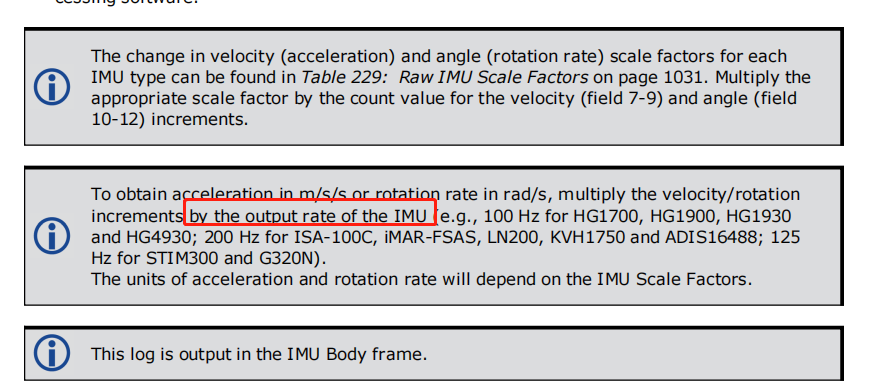 cessing software.
The change in velocity (acceleration) and angle (rotation rate) scale factors for each
IMU type can be found in Table 229: Raw IMU Scale Factors on page 1031. Multiply the
appropriate scale factor by the count value for the velocity (field 7-9) and angle (field
10-12) increments.
To obtain acceleration in m/s/s or rotation rate in rad/s, multiply the velocity/rotation
increments by the output rate of the IMU (e.g., 100 Hz for HG1700, HG1900, HG1930
and HG4930; 200 Hz for ISA-100C, iMAR-FSAS, LN200, KVH1750 and ADIS16488; 125
Hz for STIM300 and G320N).
The units of acceleration and rotation rate will depend on the IMU Scale Factors.
This log is output in the IMU Body frame.